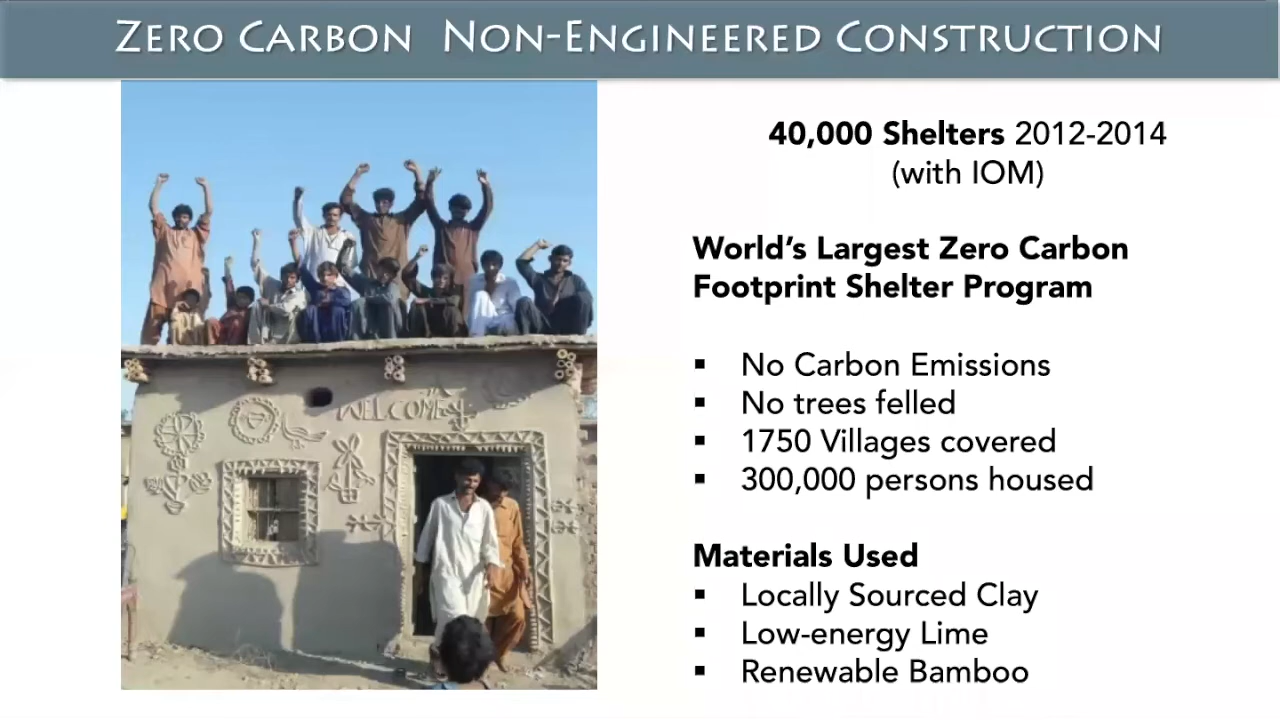 ZERO CARBON NON-ENGINEERED CONSTRUCTION
WELCOME
40,000 Shelters 2012-2014
(with IOM)
World's Largest Zero Carbon
Footprint Shelter Program
▪ No Carbon Emissions
▪ No trees felled
▪ 1750 Villages covered
▪ 300,000 persons housed
Materials Used
▪ Locally Sourced Clay
▪ Low-energy Lime
▪ Renewable Bamboo